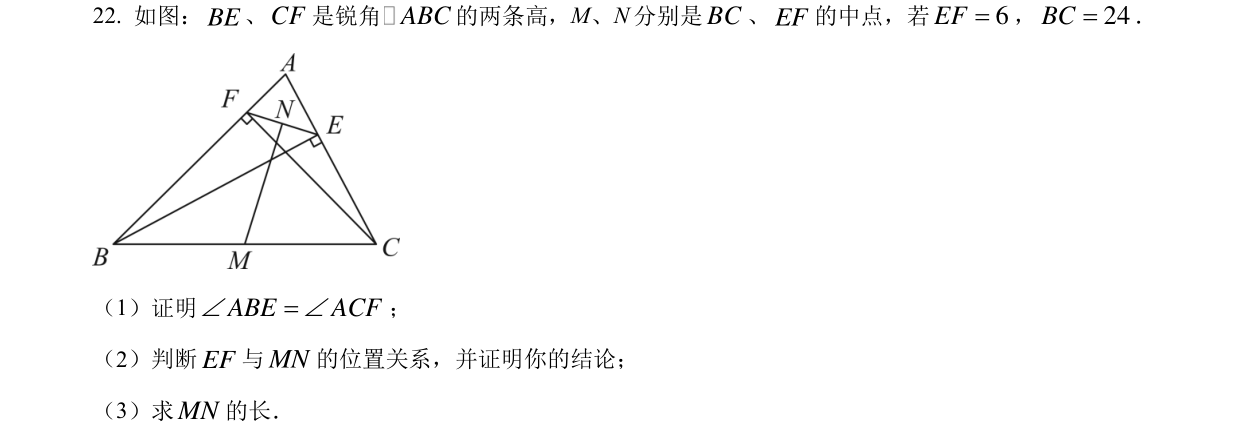 22. 如图：BE、CF 是锐角□ABC 的两条高，M、N 分别是 BC 、 EF 的中点，若 EF = 6 ， BC = 24 ．
A
F
N
E
B
M
C
（1）证明∠ABE = ∠ACF ；
（2）判断 EF 与 MN 的位置关系，并证明你的结论；
（3）求 MN 的长．